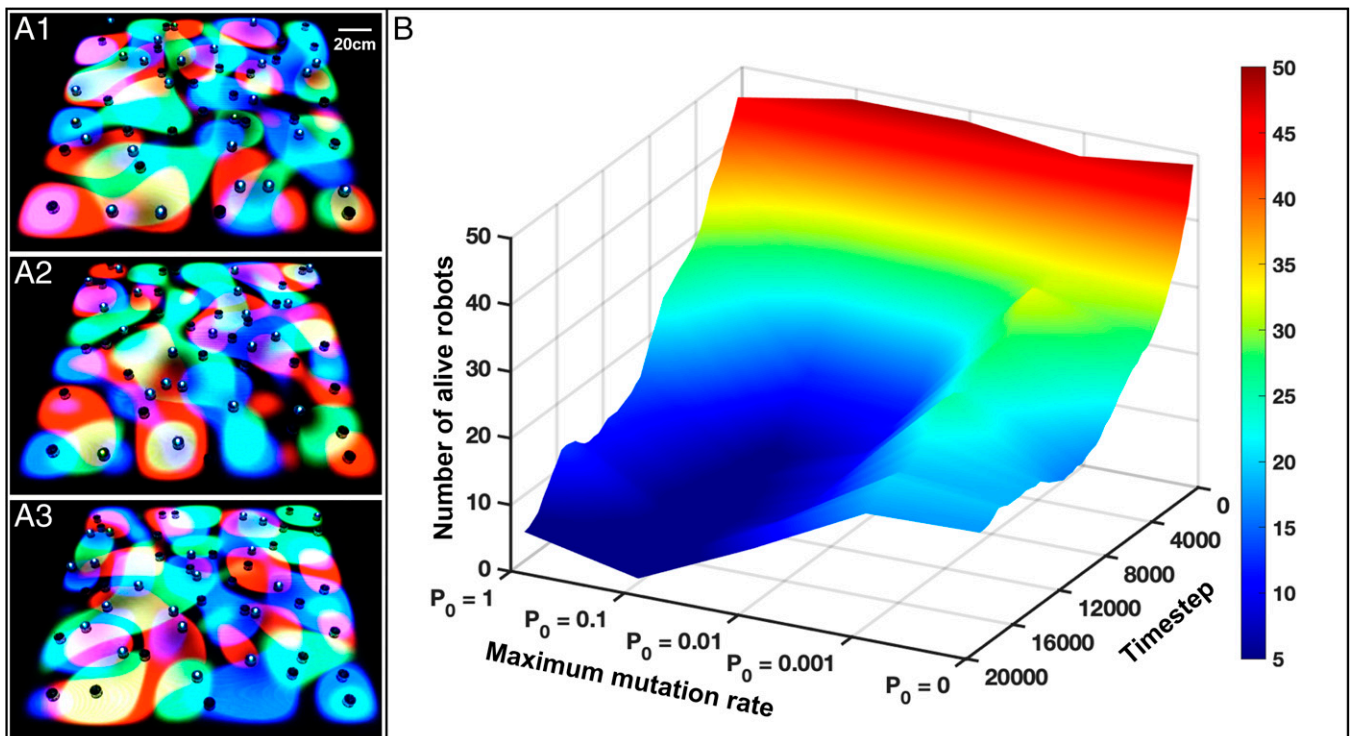 A1
20cm
A2
A3
B
50
40
30
20
10
0
Number of alive robots
P₀ = 1
P₀ = 0.1
P₀ = 0.01
P₀ = 0.001
P₀ = 0
Maximum mutation rate
0
4000
8000
12000
16000
20000
Timestep
50
45
40
35
30
25
20
15
10
5